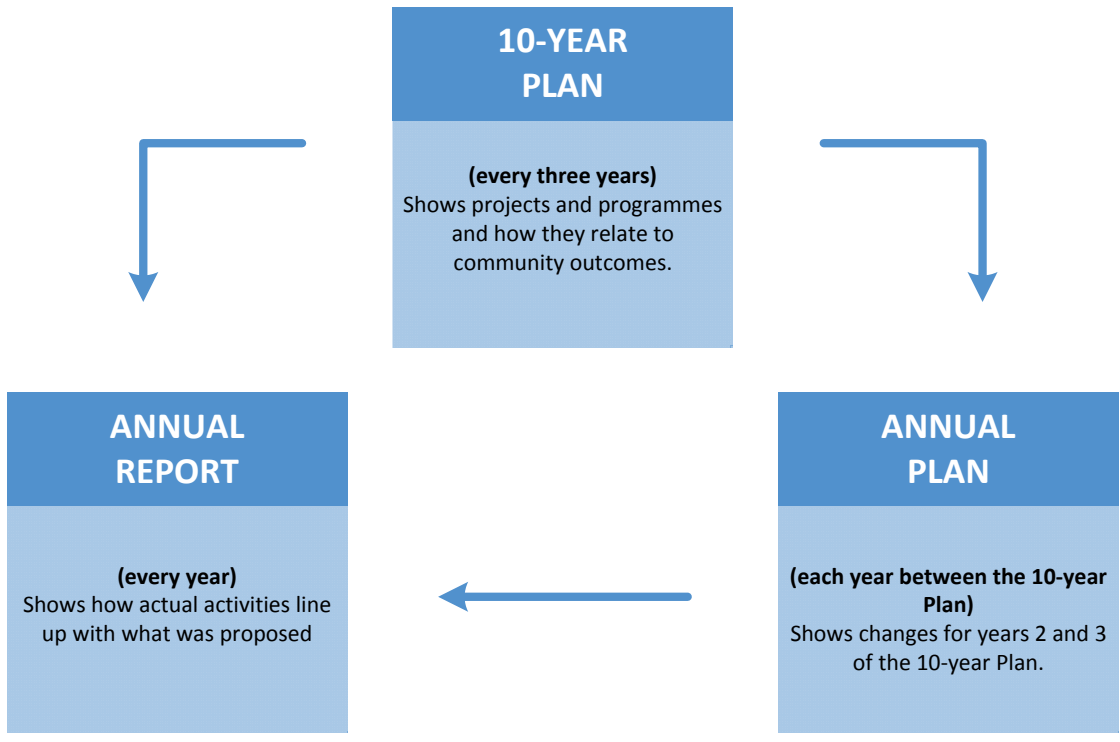 10-YEAR
PLAN
(every three years)
Shows projects and programmes
and how they relate to
community outcomes.
ANNUAL
REPORT
(every year)
Shows how actual activities line
up with what was proposed
ANNUAL
PLAN
(each year between the 10-year
Plan)
Shows changes for years 2 and 3
of the 10-year Plan.